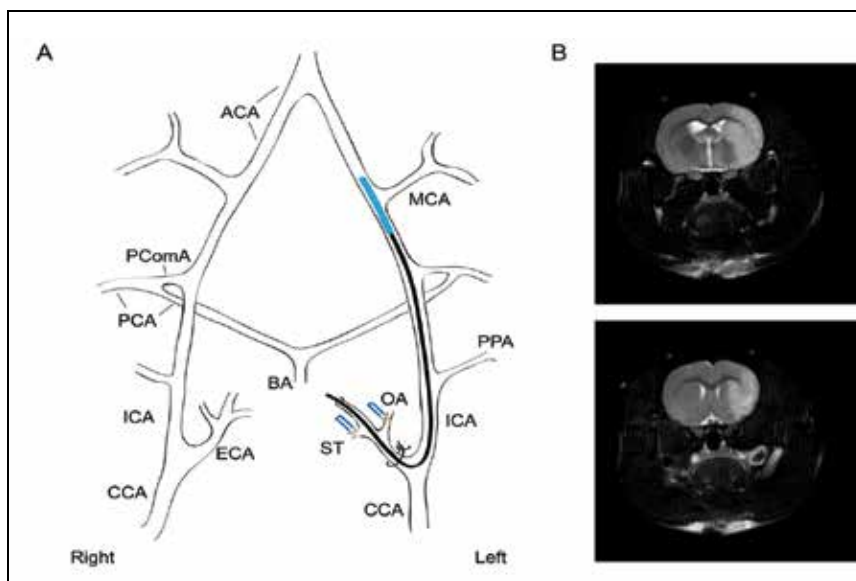 A
B
ACA
MCA
PComA
PCA
PPA
BA
OA
ICA
ICA
ST
ECA
CCA
CCA
Right
Left